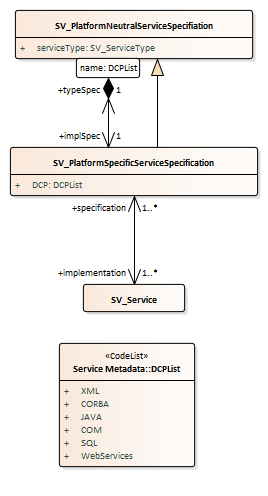 SV_PlatformNeutralServiceSpecifiation
+ serviceType: SV_ServiceType
name: DCPList
+typeSpec 1
+implSpec 1
SV_PlatformSpecificServiceSpecification
+ DCP: DCPList
+specification 1..*
+implementation 1..*
SV_Service
«CodeList»
Service Metadata::DCPList
+ XML
+ CORBA
+ JAVA
+ COM
+ SQL
+ WebServices